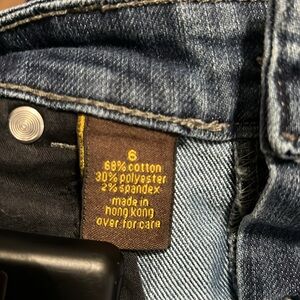 6
68% cotton
30% polyester
2% spandex
made in
hong kong
over for care